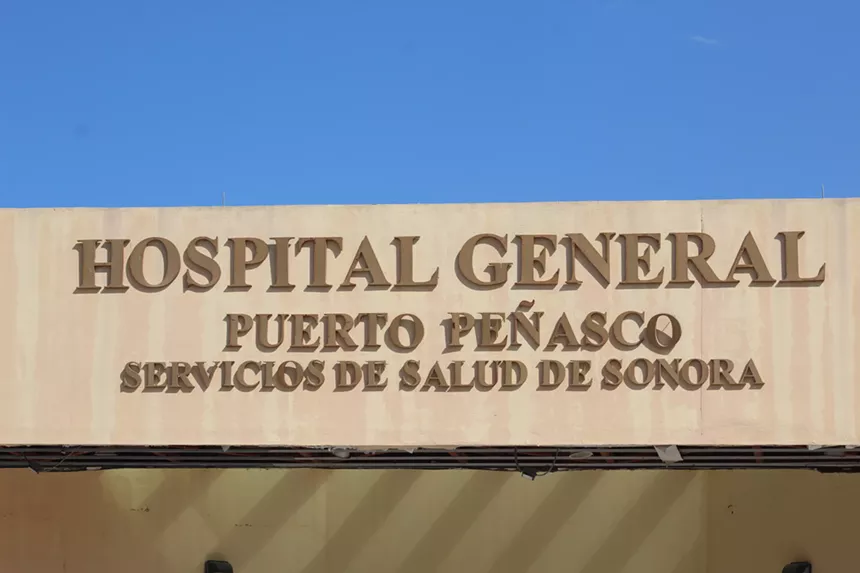 HOSPITAL GENERAL
PUERTO PEÑASCO
SERVICIOS DE SALUD DE SONORA